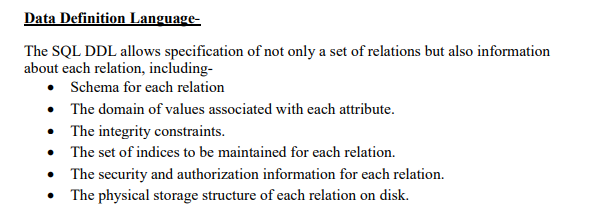 Data Definition Language-
The SQL DDL allows specification of not only a set of relations but also information
about each relation, including-
• Schema for each relation
• The domain of values associated with each attribute.
• The integrity constraints.
• The set of indices to be maintained for each relation.
• The security and authorization information for each relation.
• The physical storage structure of each relation on disk.